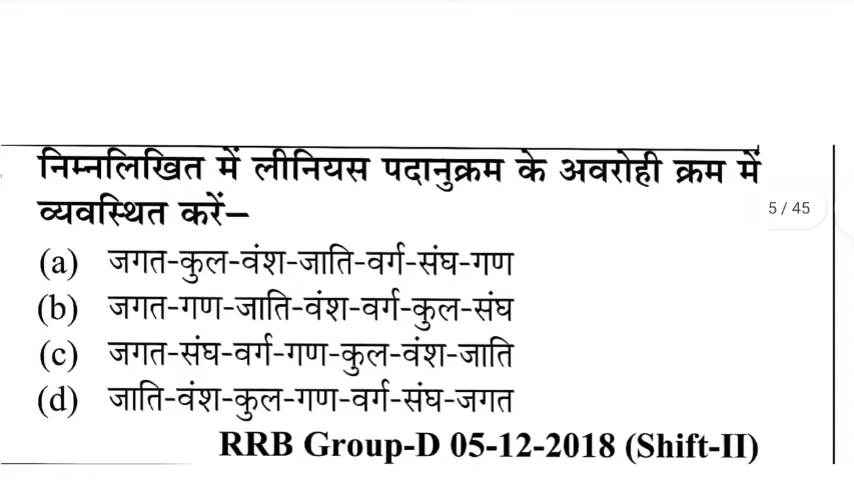 निम्नलिखित में लीनियस पदानुक्रम के अवरोही क्रम में
व्यवस्थित करें–
5 / 45
(a) जगत-कुल-वंश-जाति-वर्ग-संघ-गण
(b) जगत-गण-जाति-वंश-वर्ग-कुल-संघ
(c) जगत-संघ-वर्ग-गण-कुल-वंश-जाति
(d) जाति-वंश-कुल-गण-वर्ग-संघ-जगत
RRB Group-D 05-12-2018 (Shift-II)